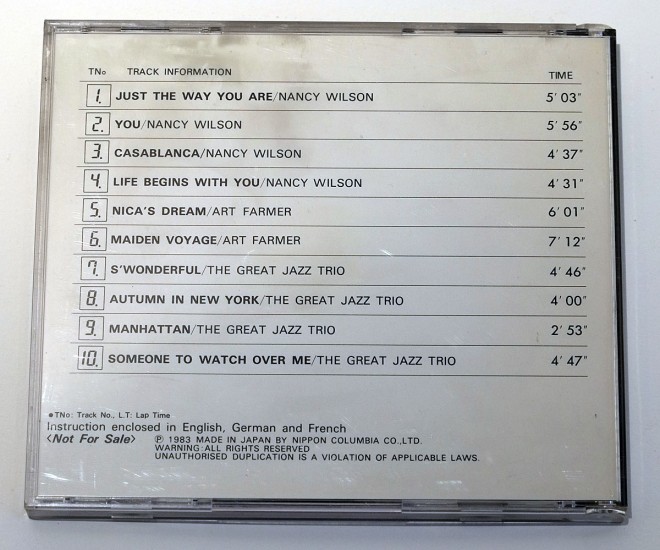 TNo TRACK INFORMATION TIME
1. JUST THE WAY YOU ARE/NANCY WILSON 5' 03"
2. YOU/NANCY WILSON 5' 56"
3. CASABLANCA/NANCY WILSON 4' 37"
4. LIFE BEGINS WITH YOU/NANCY WILSON 4' 31"
5. NICA'S DREAM/ART FARMER 6' 01"
6. MAIDEN VOYAGE/ART FARMER 7' 12"
7. S'WONDERFUL/THE GREAT JAZZ TRIO 4' 46"
8. AUTUMN IN NEW YORK/THE GREAT JAZZ TRIO 4' 00"
9. MANHATTAN/THE GREAT JAZZ TRIO 2' 53"
10. SOMEONE TO WATCH OVER ME/THE GREAT JAZZ TRIO 4' 47"
●TNo: Track No., L.T: Lap Time
Instruction enclosed in English, German and French
<Not For Sale> ℗ 1983 MADE IN JAPAN BY NIPPON COLUMBIA CO.,LTD.
WARNING:ALL RIGHTS RESERVED
UNAUTHORISED DUPLICATION IS A VIOLATION OF APPLICABLE LAWS.